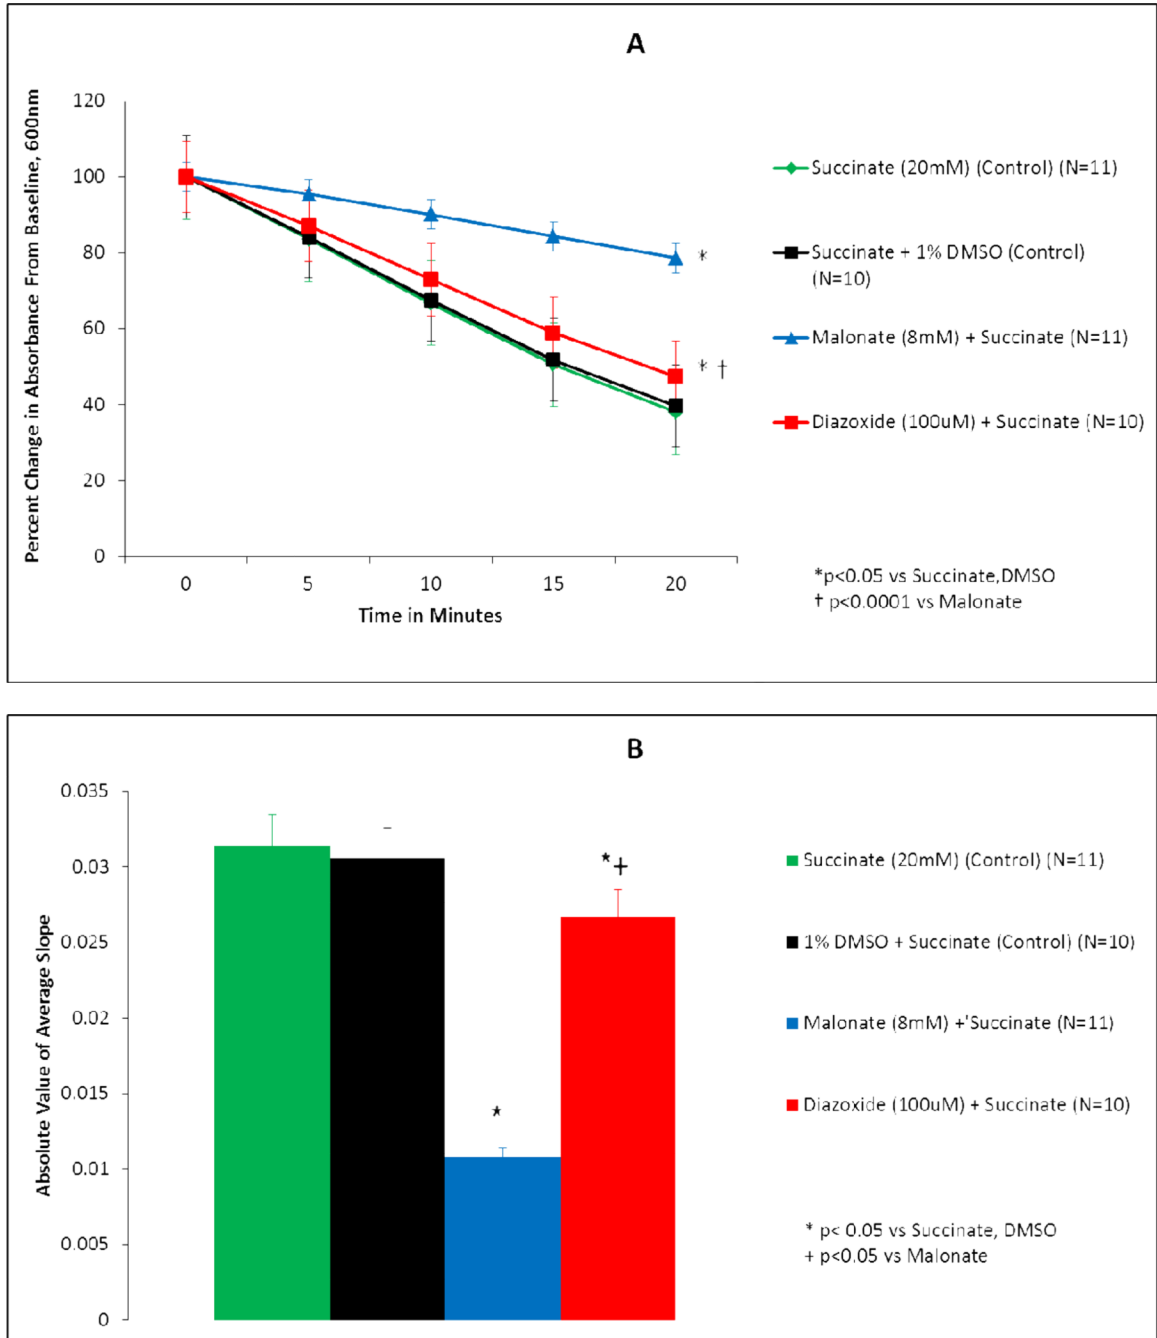 A
Percent Change in Absorbance From Baseline, 600nm
120
100
80
60
40
20
0
0 5 10 15 20
Time in Minutes
* 
* †
Succinate (20mM) (Control) (N=11)
Succinate + 1% DMSO (Control)
(N=10)
Malonate (8mM) + Succinate (N=11)
Diazoxide (100uM) + Succinate (N=10)
*p<0.05 vs Succinate,DMSO
† p<0.0001 vs Malonate
B
Absolute Value of Average Slope
0.035
0.03
0.025
0.02
0.015
0.01
0.005
0
*
*+
Succinate (20mM) (Control) (N=11)
1% DMSO + Succinate (Control) (N=10)
Malonate (8mM) +'Succinate (N=11)
Diazoxide (100uM) + Succinate (N=10)
* p< 0.05 vs Succinate, DMSO
+ p<0.05 vs Malonate